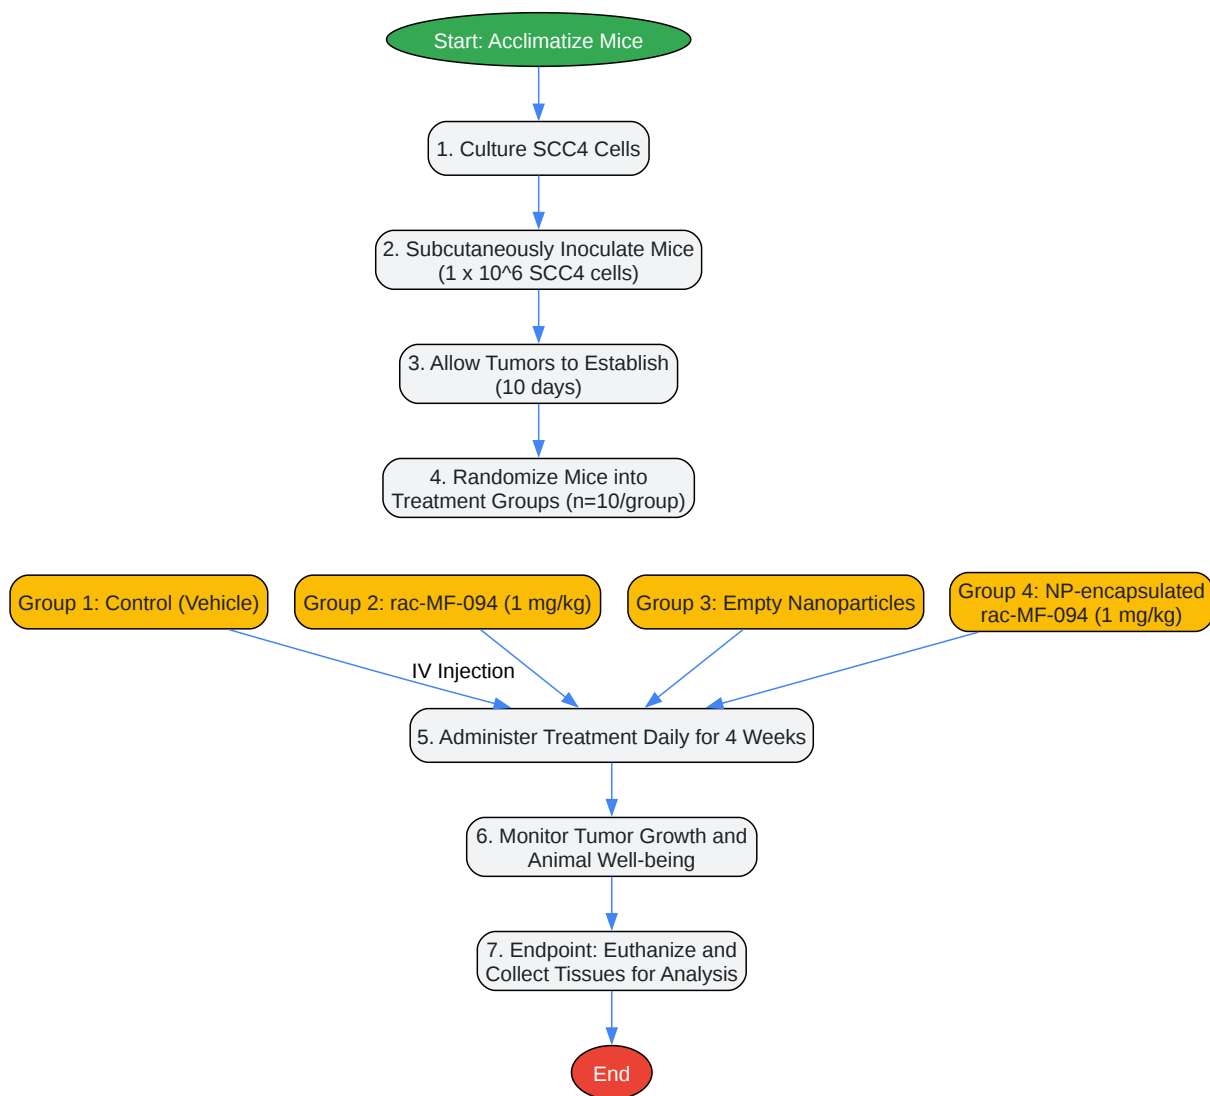 Start: Acclimatize Mice
1. Culture SCC4 Cells
2. Subcutaneously Inoculate Mice
(1 x 10^6 SCC4 cells)
3. Allow Tumors to Establish
(10 days)
4. Randomize Mice into
Treatment Groups (n=10/group)
Group 1: Control (Vehicle)
Group 2: rac-MF-094 (1 mg/kg)
Group 3: Empty Nanoparticles
Group 4: NP-encapsulated
rac-MF-094 (1 mg/kg)
IV Injection
5. Administer Treatment Daily for 4 Weeks
6. Monitor Tumor Growth and
Animal Well-being
7. Endpoint: Euthanize and
Collect Tissues for Analysis
End